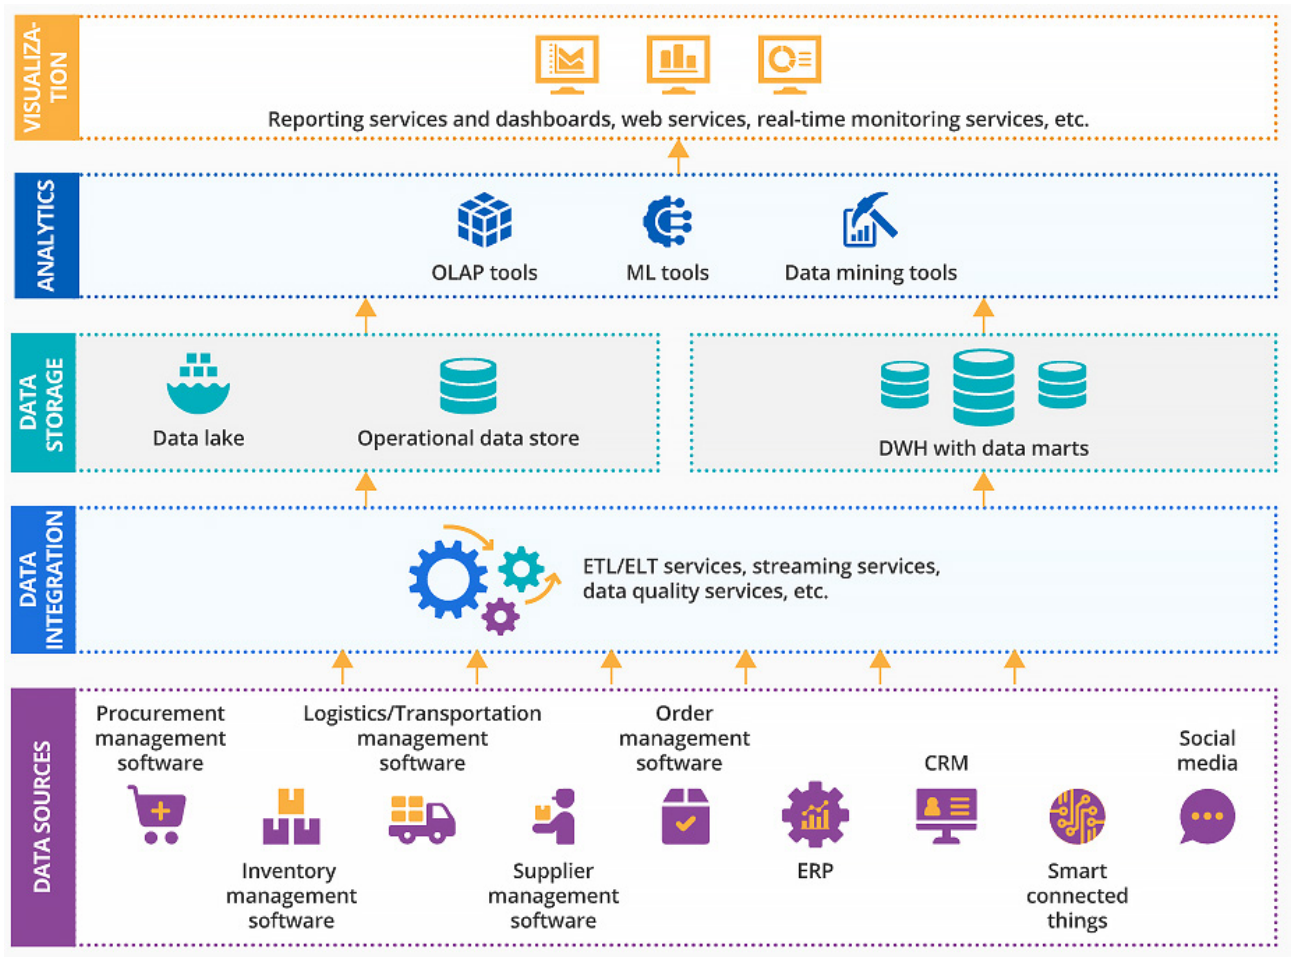 VISUALIZA-
TION
Reporting services and dashboards, web services, real-time monitoring services, etc.
ANALYTICS
OLAP tools
ML tools
Data mining tools
DATA
STORAGE
Data lake
Operational data store
DWH with data marts
DATA
INTEGRATION
ETL/ELT services, streaming services,
data quality services, etc.
DATA SOURCES
Procurement
management
software
Inventory
management
software
Logistics/Transportation
management
software
Supplier
management
software
Order
management
software
ERP
CRM
Smart
connected
things
Social
media